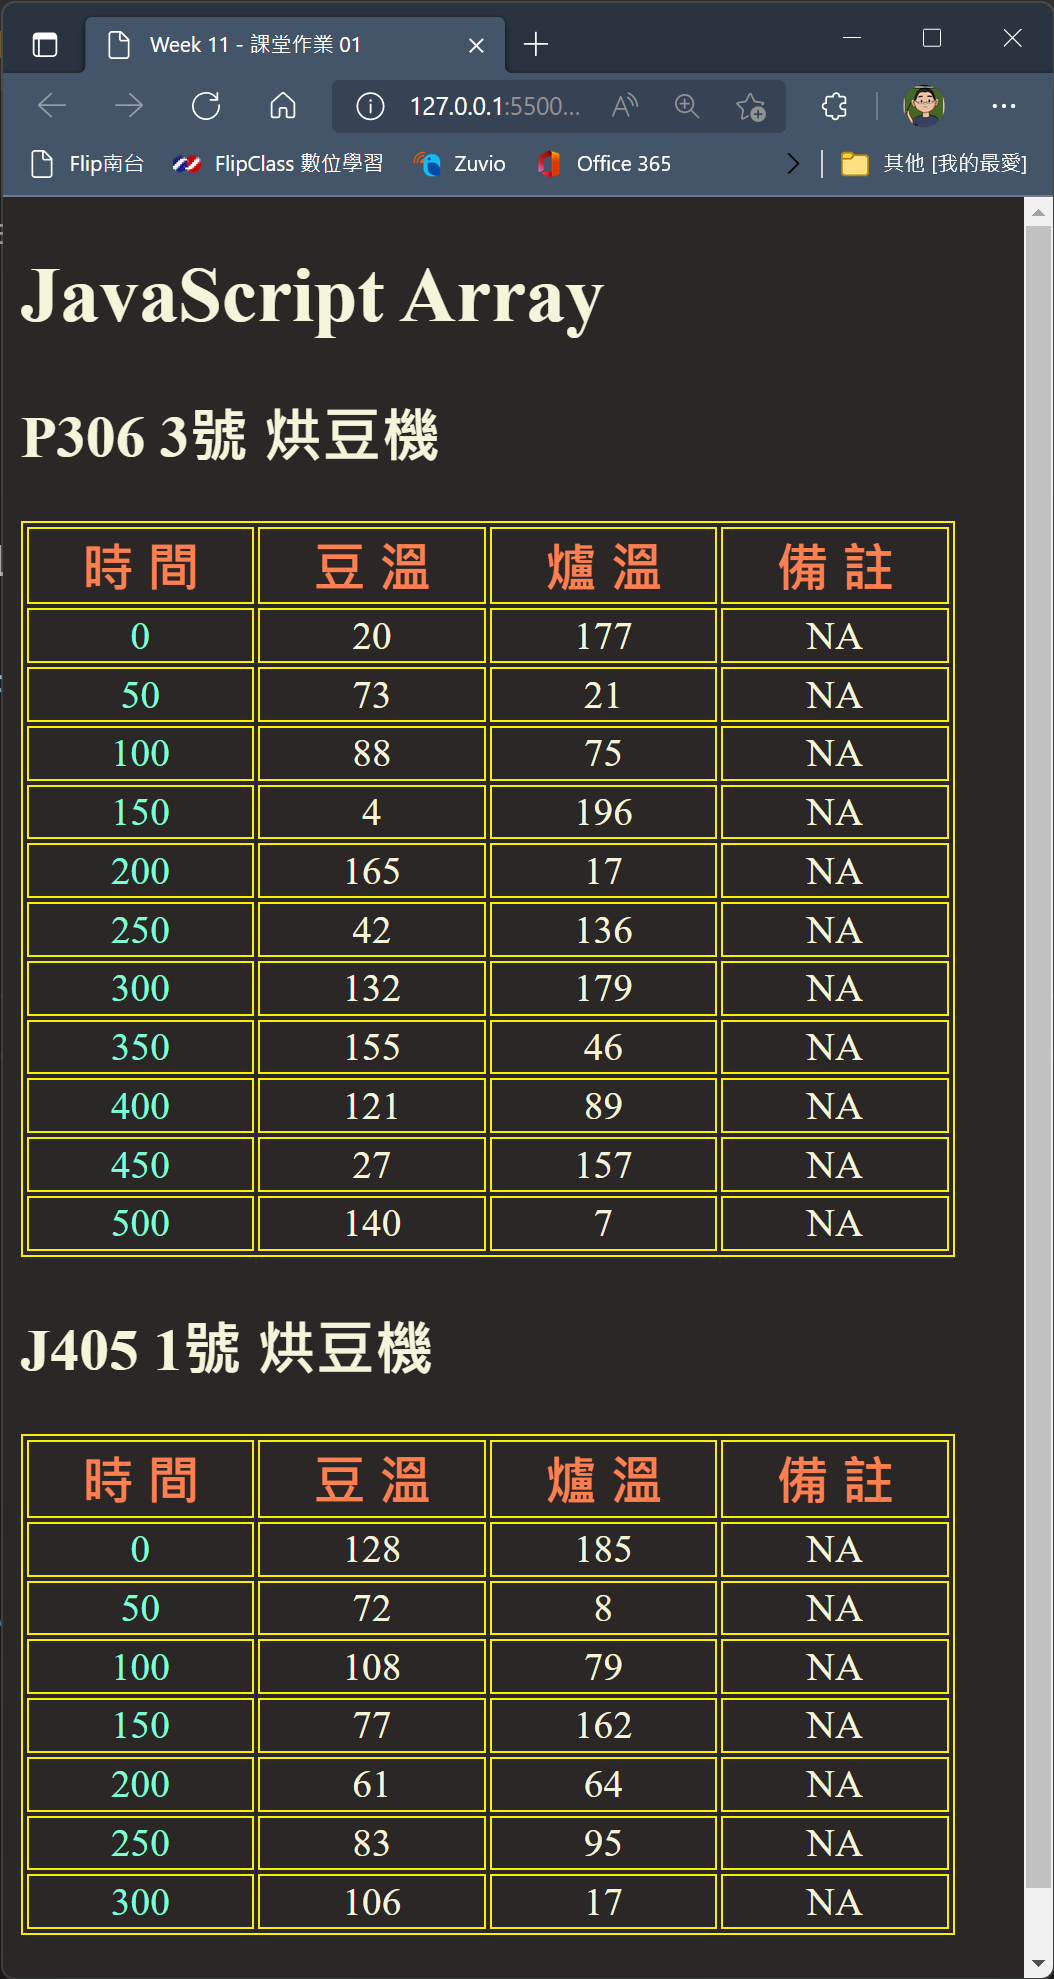 Week 11 - 課堂作業 01
127.0.0.1:5500...
Flip南台 FlipClass 數位學習 Zuvio Office 365 其他 [我的最愛]
JavaScript Array
P306 3號 烘豆機
時 間 豆 溫 爐 溫 備 註
0 20 177 NA
50 73 21 NA
100 88 75 NA
150 4 196 NA
200 165 17 NA
250 42 136 NA
300 132 179 NA
350 155 46 NA
400 121 89 NA
450 27 157 NA
500 140 7 NA
J405 1號 烘豆機
時 間 豆 溫 爐 溫 備 註
0 128 185 NA
50 72 8 NA
100 108 79 NA
150 77 162 NA
200 61 64 NA
250 83 95 NA
300 106 17 NA